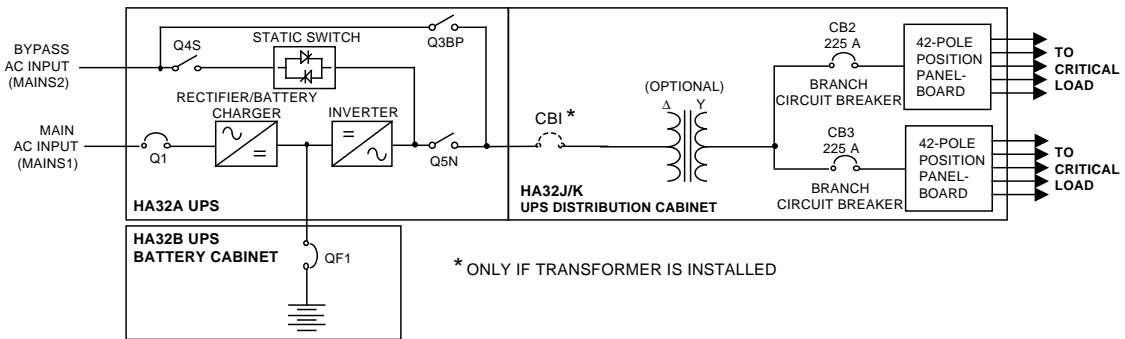 BYPASS
AC INPUT
(MAINS2)
Q4S
STATIC SWITCH
Q3BP
RECTIFIER/BATTERY
CHARGER
INVERTER
MAIN
AC INPUT
(MAINS1)
Q1
Q5N
HA32A UPS
HA32B UPS
BATTERY CABINET
QF1
CBI *
(OPTIONAL)
Δ Y
HA32J/K
UPS DISTRIBUTION CABINET
CB2
225 A
BRANCH
CIRCUIT BREAKER
42-POLE
POSITION
PANEL-
BOARD
TO
CRITICAL
LOAD
CB3
225 A
BRANCH
CIRCUIT BREAKER
42-POLE
POSITION
PANEL-
BOARD
TO
CRITICAL
LOAD
* ONLY IF TRANSFORMER IS INSTALLED